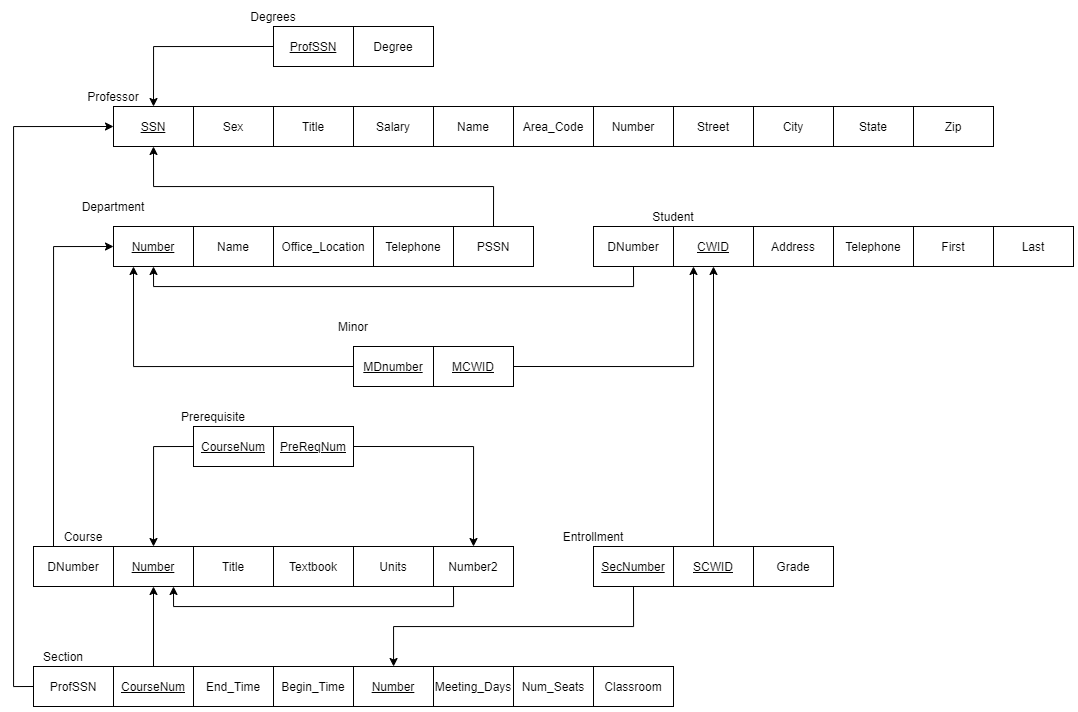 Degrees
ProfSSN Degree
Professor
SSN Sex Title Salary Name Area_Code Number Street City State Zip
Department
Number Name Office_Location Telephone PSSN
Student
DNumber CWID Address Telephone First Last
Minor
MDnumber MCWID
Prerequisite
CourseNum PreReqNum
Course
DNumber Number Title Textbook Units Number2
Entrollment
SecNumber SCWID Grade
Section
ProfSSN CourseNum End_Time Begin_Time Number Meeting_Days Num_Seats Classroom